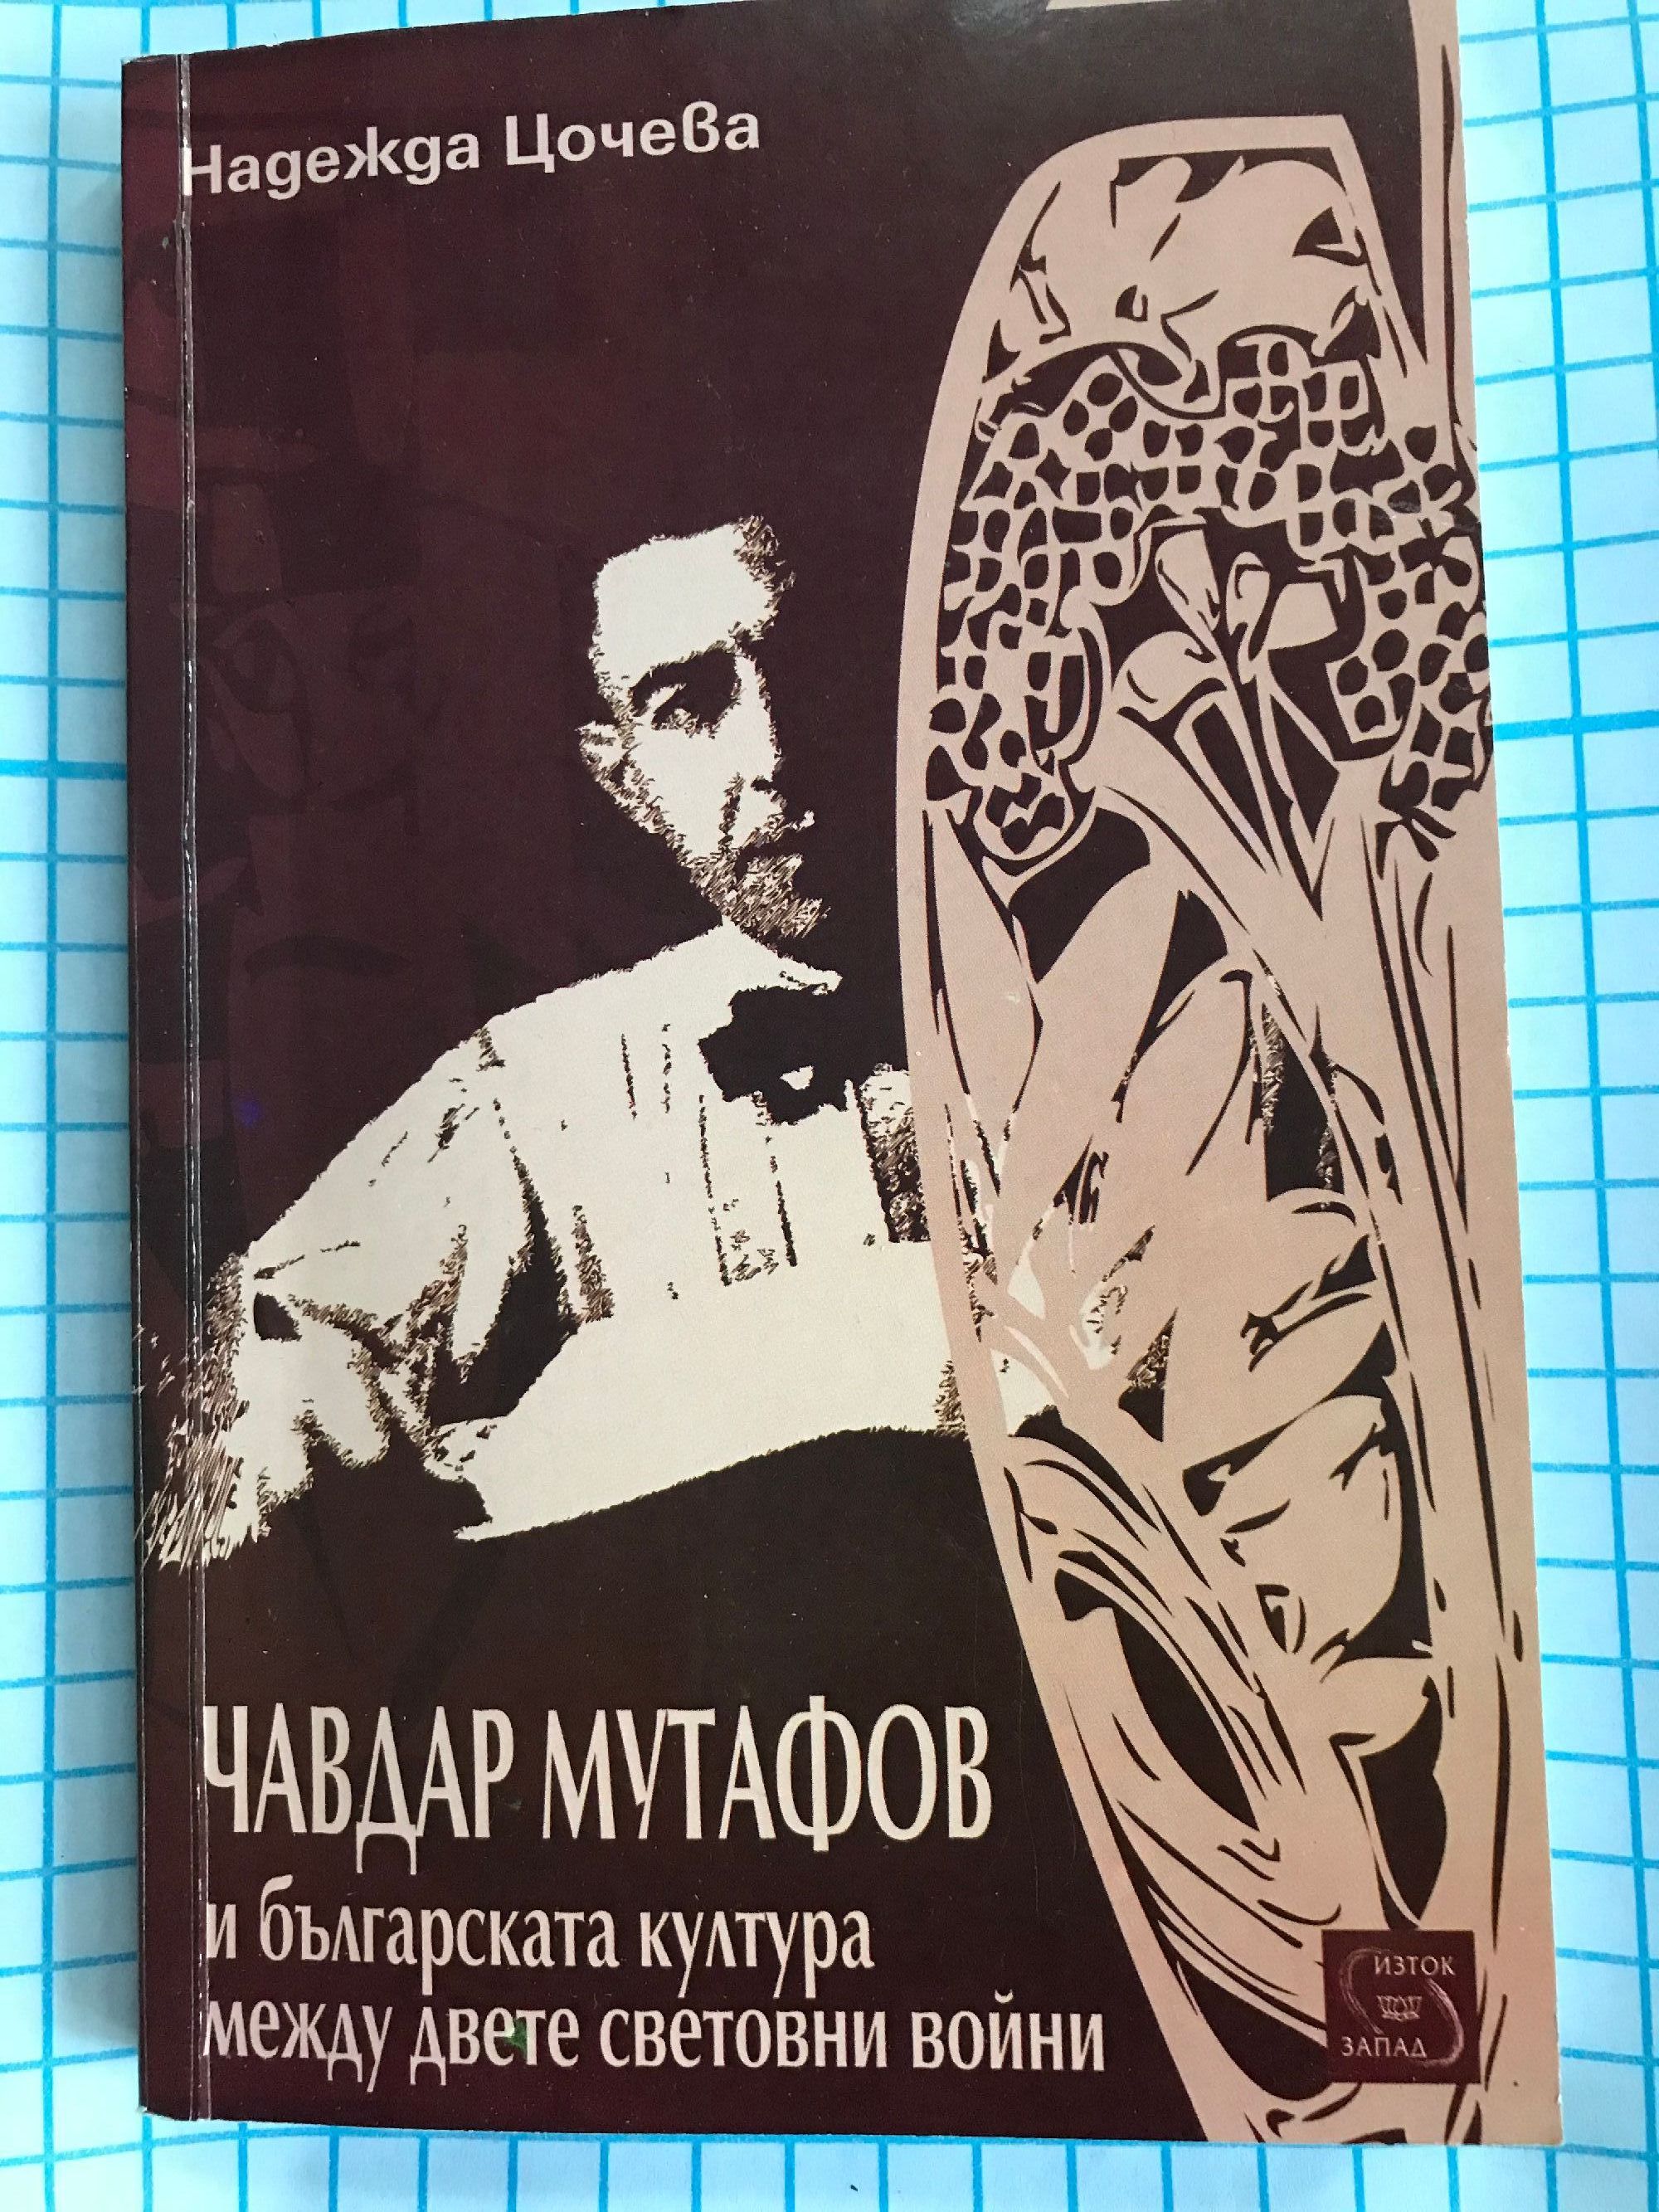 Надежда Цочева
ЧАВДАР МУТАФОВ
и българската култура
между двете световни войни
ИЗТОК
ЗАПАД